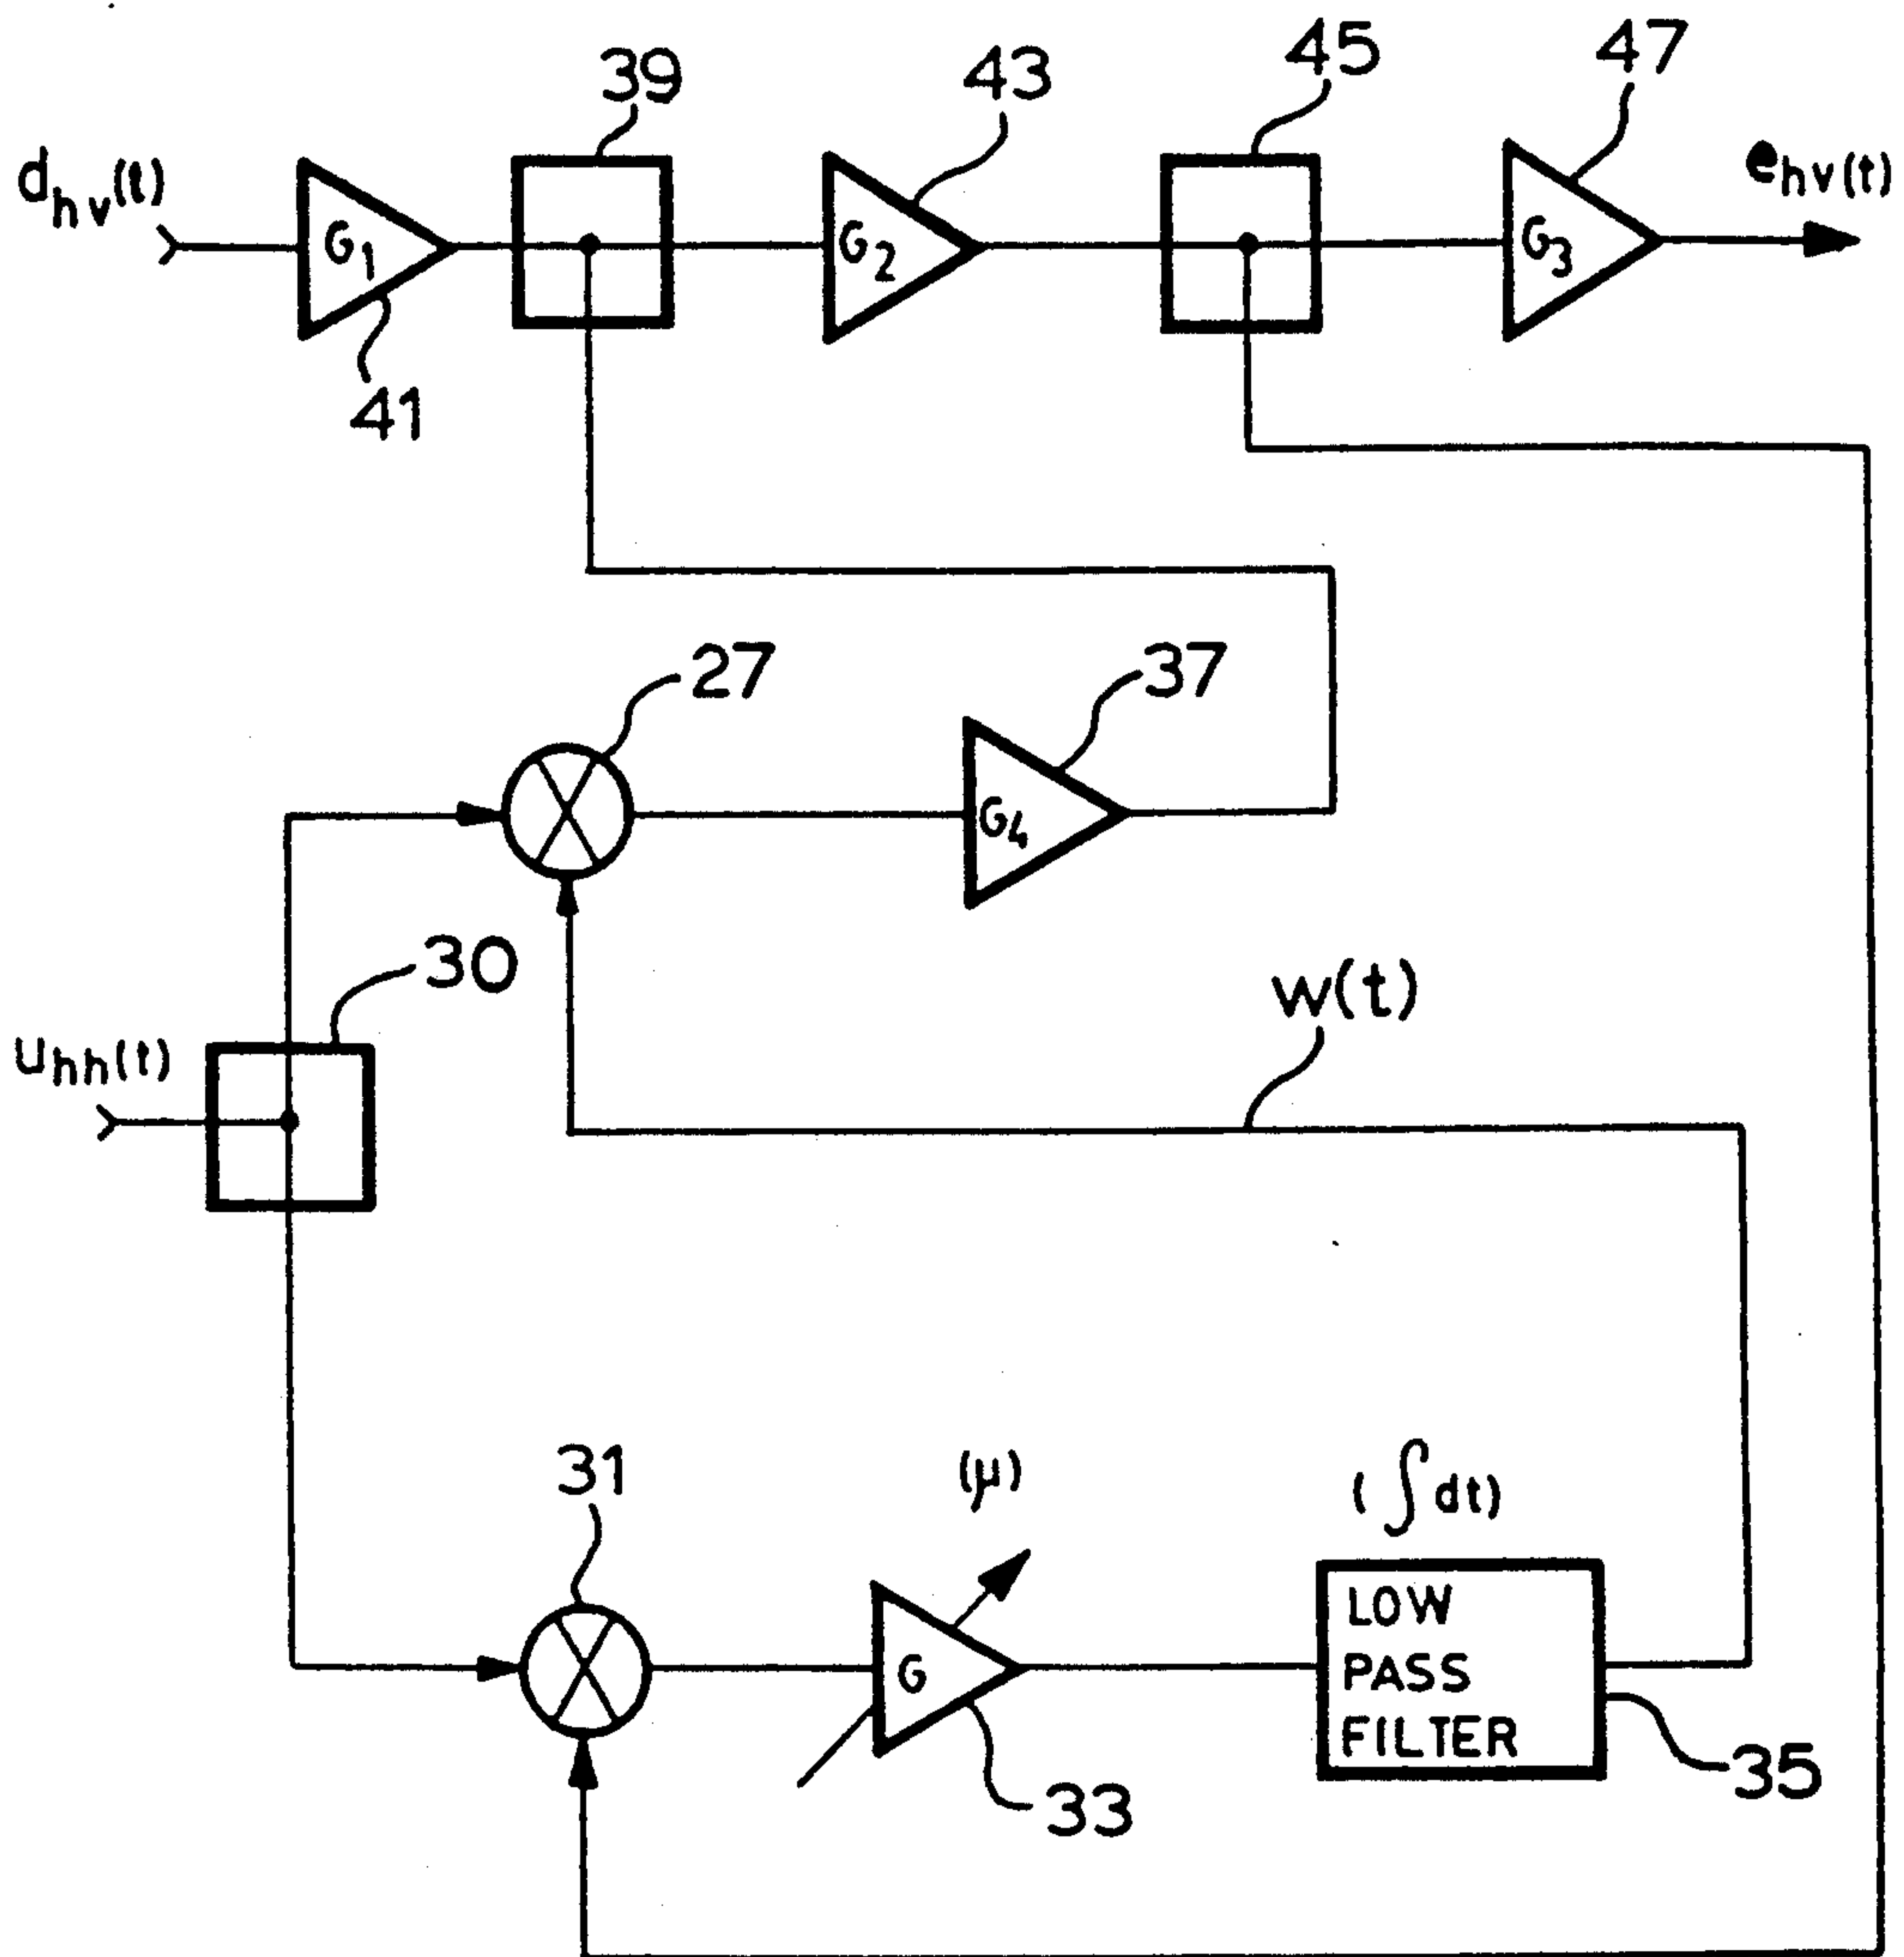 39
43
45
47
d_hv(t)
G₁
G₂
G₃
e_hv(t)
41
27
37
G₄
30
w(t)
u_hh(t)
31
(μ)
(∫dt)
G
LOW
PASS
FILTER
33
35